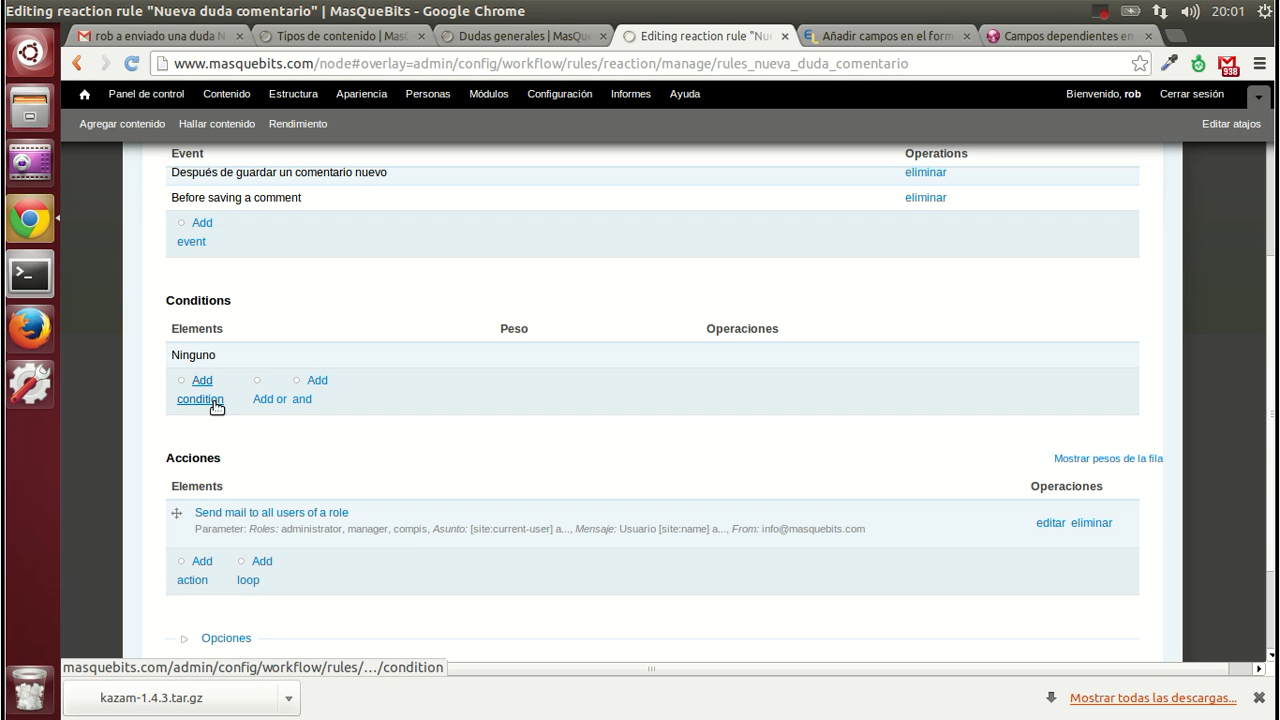 Editing reaction rule "Nueva duda comentario" | MasQueBits - Google Chrome
20:01
rob a enviado una duda N
Tipos de contenido | Mas
Dudas generales | MasQue
Editing reaction rule "Nu
Añadir campos en el form
Campos dependientes en
www.masquebits.com/node#overlay=admin/config/workflow/rules/reaction/manage/rules_nueva_duda_comentario
938
Panel de control Contenido Estructura Apariencia Personas Módulos Configuración Informes Ayuda
Bienvenido, rob Cerrar sesión
Agregar contenido Hallar contenido Rendimiento
Editar atajos
Event Operations
Después de guardar un comentario nuevo eliminar
Before saving a comment eliminar
Add
event
Conditions
Elements Peso Operaciones
Ninguno
Add Add
condition Add or and
Acciones Mostrar pesos de la fila
Elements Operaciones
Send mail to all users of a role
editar eliminar
Parameter: Roles: administrator, manager, compis, Asunto: [site:current-user] a..., Mensaje: Usuario [site:name] a..., From: info@masquebits.com
Add Add
action loop
Opciones
masquebits.com/admin/config/workflow/rules/.../condition
kazam-1.4.3.tar.gz
Mostrar todas las descargas...